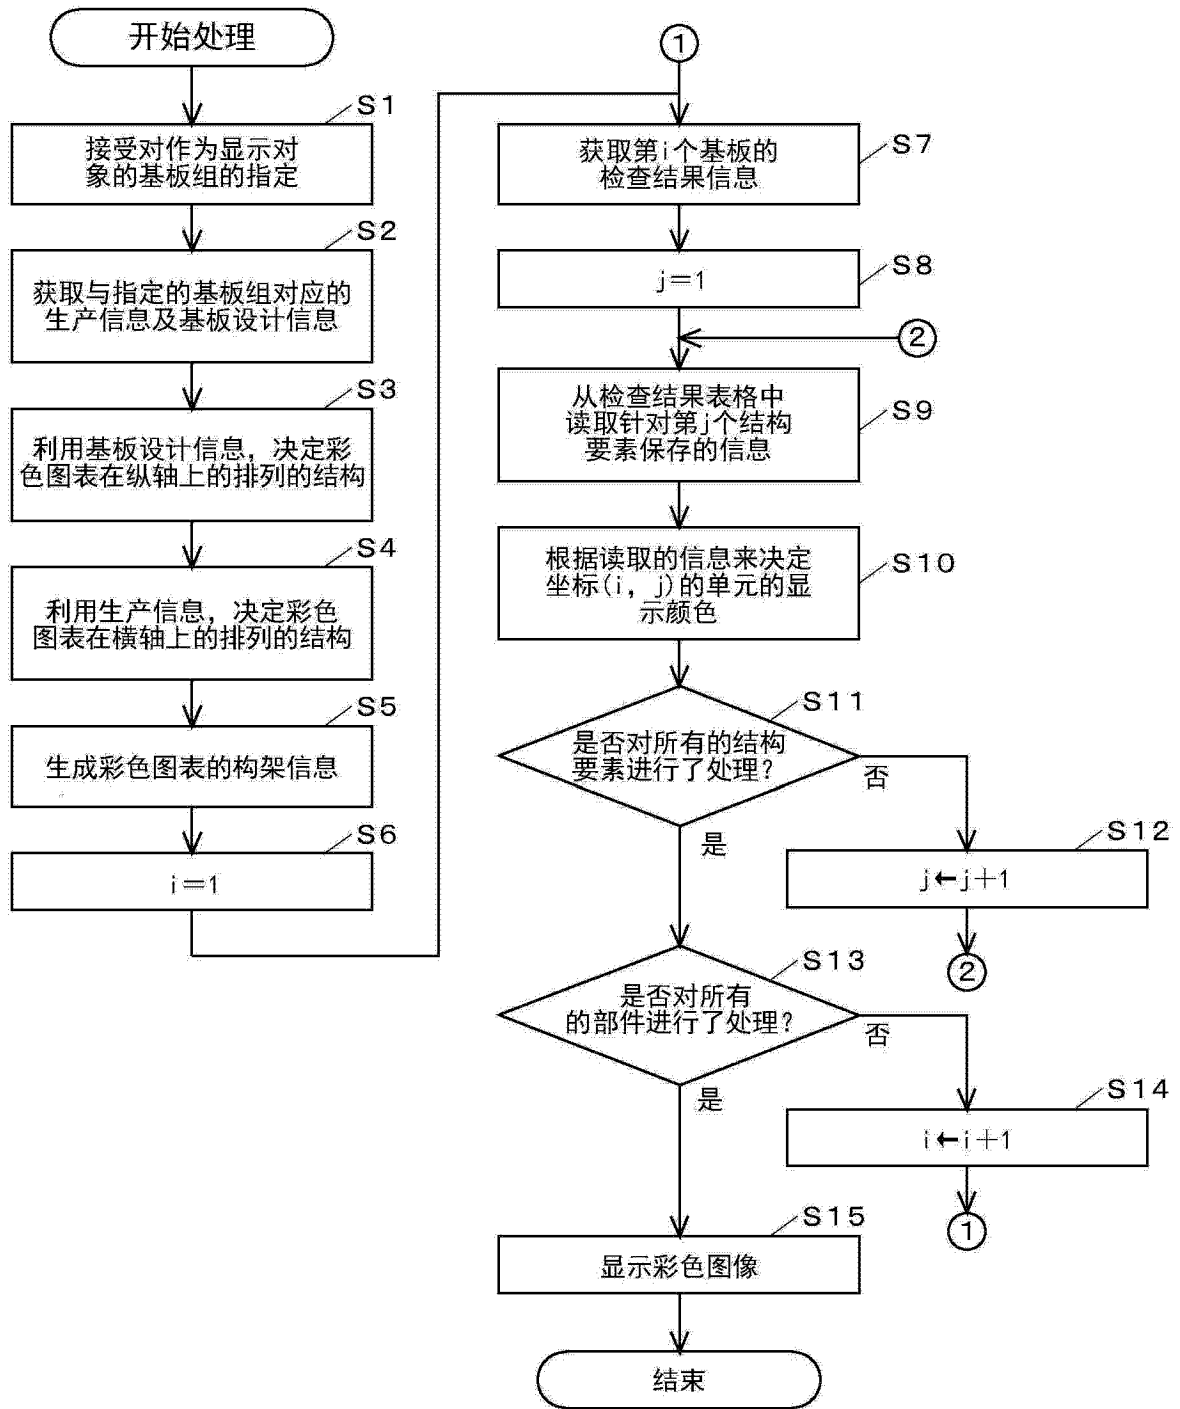 开始处理
S1
接受对作为显示对
象的基板组的指定
S2
获取与指定的基板组对应的
生产信息及基板设计信息
S3
利用基板设计信息，决定彩
色图表在纵轴上的排列的结构
S4
利用生产信息，决定彩色
图表在横轴上的排列的结构
S5
生成彩色图表的构架信息
S6
i=1
①
S7
获取第i个基板的
检查结果信息
S8
j=1
②
S9
从检查结果表格中
读取针对第j个结构
要素保存的信息
S10
根据读取的信息来决定
坐标(i，j)的单元的显
示颜色
S11
是否对所有的结构
要素进行了处理？
否
是
S12
j←j+1
②
S13
是否对所有
的部件进行了处理？
否
是
S14
i←i+1
①
S15
显示彩色图像
结束